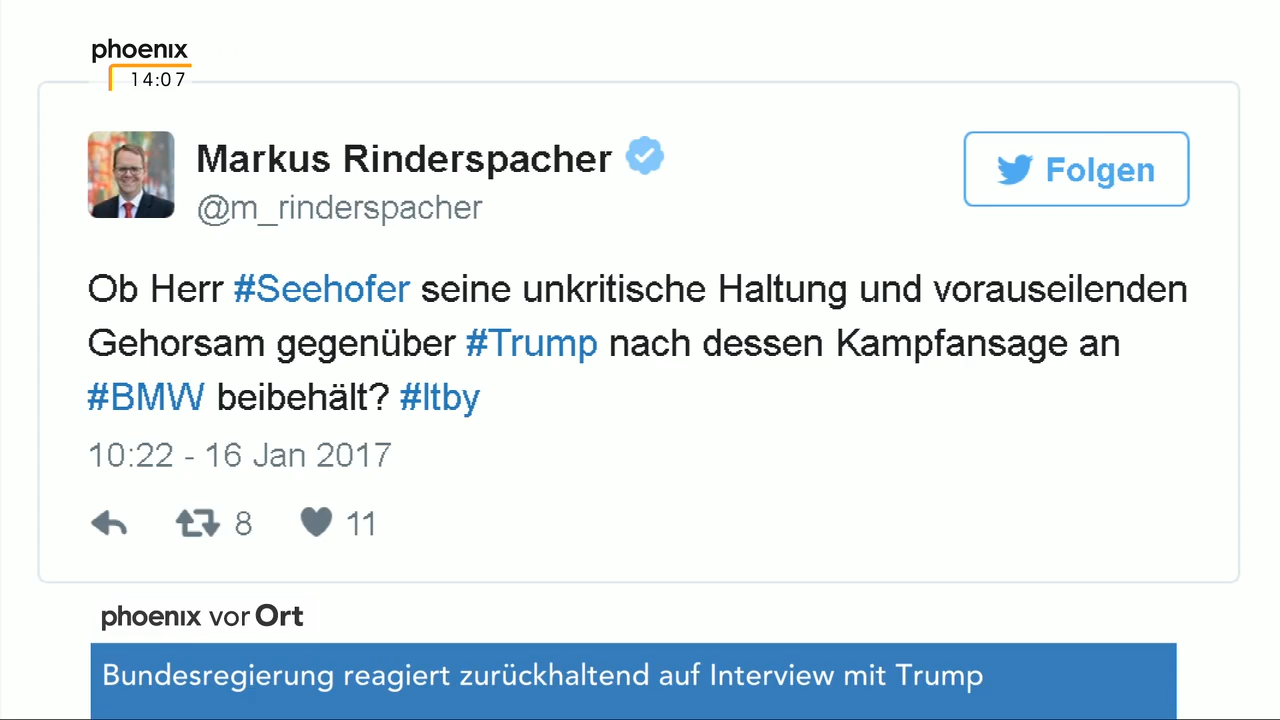 phoenix
14:07
Markus Rinderspacher
@m_rinderspacher
Folgen
Ob Herr #Seehofer seine unkritische Haltung und vorauseilenden
Gehorsam gegenüber #Trump nach dessen Kampfansage an
#BMW beibehält? #ltby
10:22 - 16 Jan 2017
8 11
phoenix vor Ort
Bundesregierung reagiert zurückhaltend auf Interview mit Trump